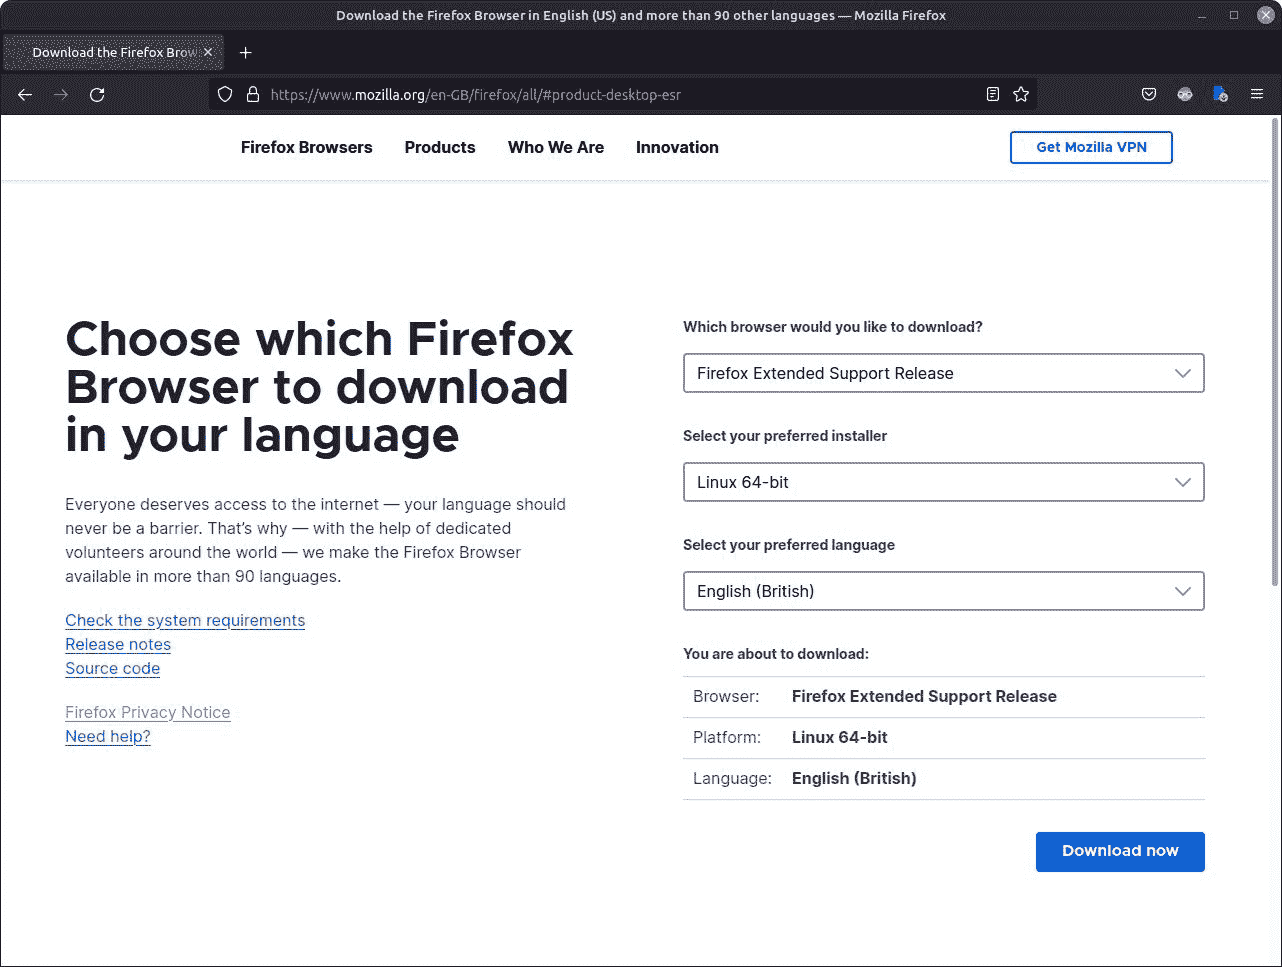 Download the Firefox Browser in English (US) and more than 90 other languages — Mozilla Firefox
Download the Firefox Brow
https://www.mozilla.org/en-GB/firefox/all/#product-desktop-esr
Firefox Browsers Products Who We Are Innovation Get Mozilla VPN
Choose which Firefox
Browser to download
in your language
Everyone deserves access to the internet — your language should
never be a barrier. That’s why — with the help of dedicated
volunteers around the world — we make the Firefox Browser
available in more than 90 languages.
Check the system requirements
Release notes
Source code
Firefox Privacy Notice
Need help?
Which browser would you like to download?
Firefox Extended Support Release
Select your preferred installer
Linux 64-bit
Select your preferred language
English (British)
You are about to download:
Browser: Firefox Extended Support Release
Platform: Linux 64-bit
Language: English (British)
Download now